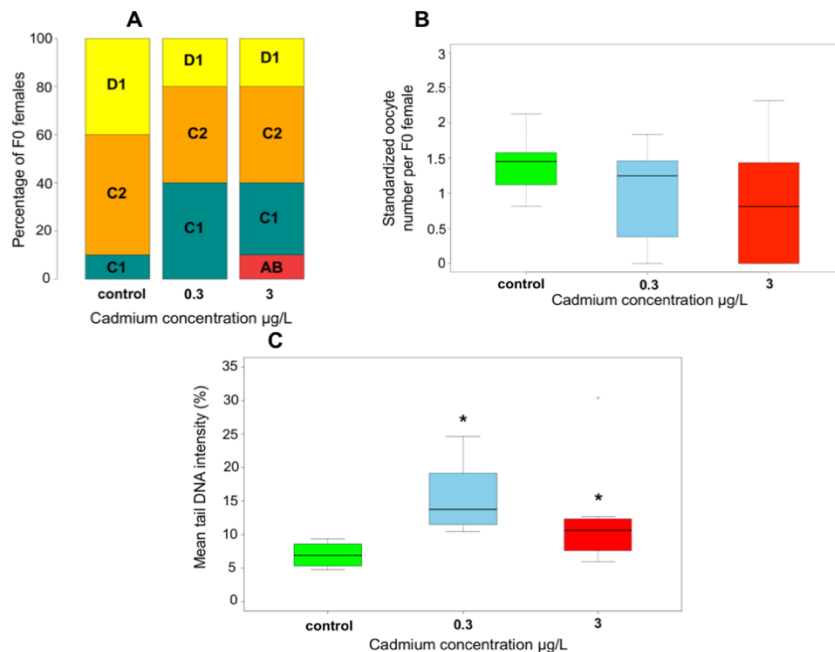 A
Percentage of F0 females
100
80
60
40
20
0
D1
C2
C1
D1
C2
C1
D1
C2
C1
AB
control
0.3
3
Cadmium concentration µg/L
B
Standardized oocyte
number per F0 female
3
2.5
2
1.5
1
0.5
0
control
0.3
3
Cadmium concentration µg/L
C
Mean tail DNA intensity (%)
35
30
25
20
15
10
5
0
*
*
control
0.3
3
Cadmium concentration µg/L